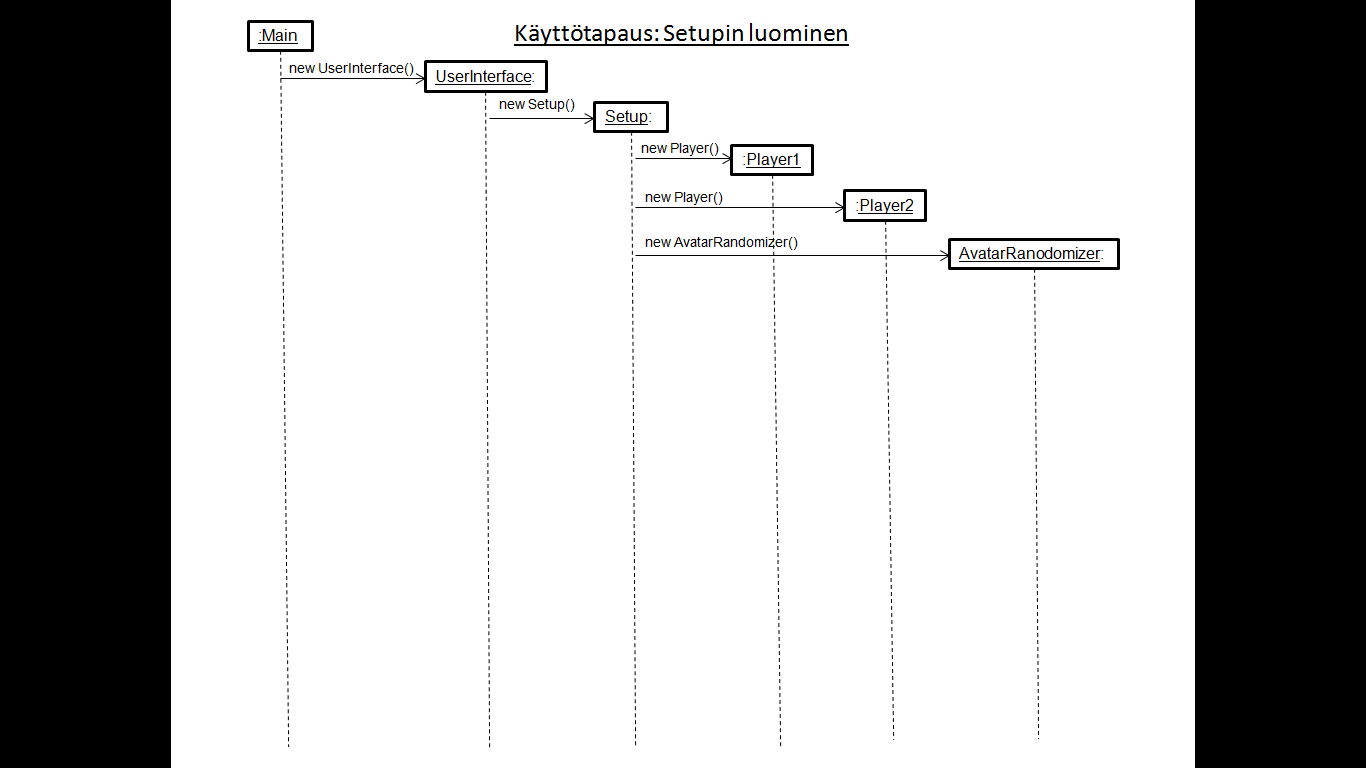 Käyttötapaus: Setupin luominen
:Main
new UserInterface()
UserInterface:
new Setup()
Setup:
new Player()
:Player1
new Player()
:Player2
new AvatarRandomizer()
AvatarRanodomizer: